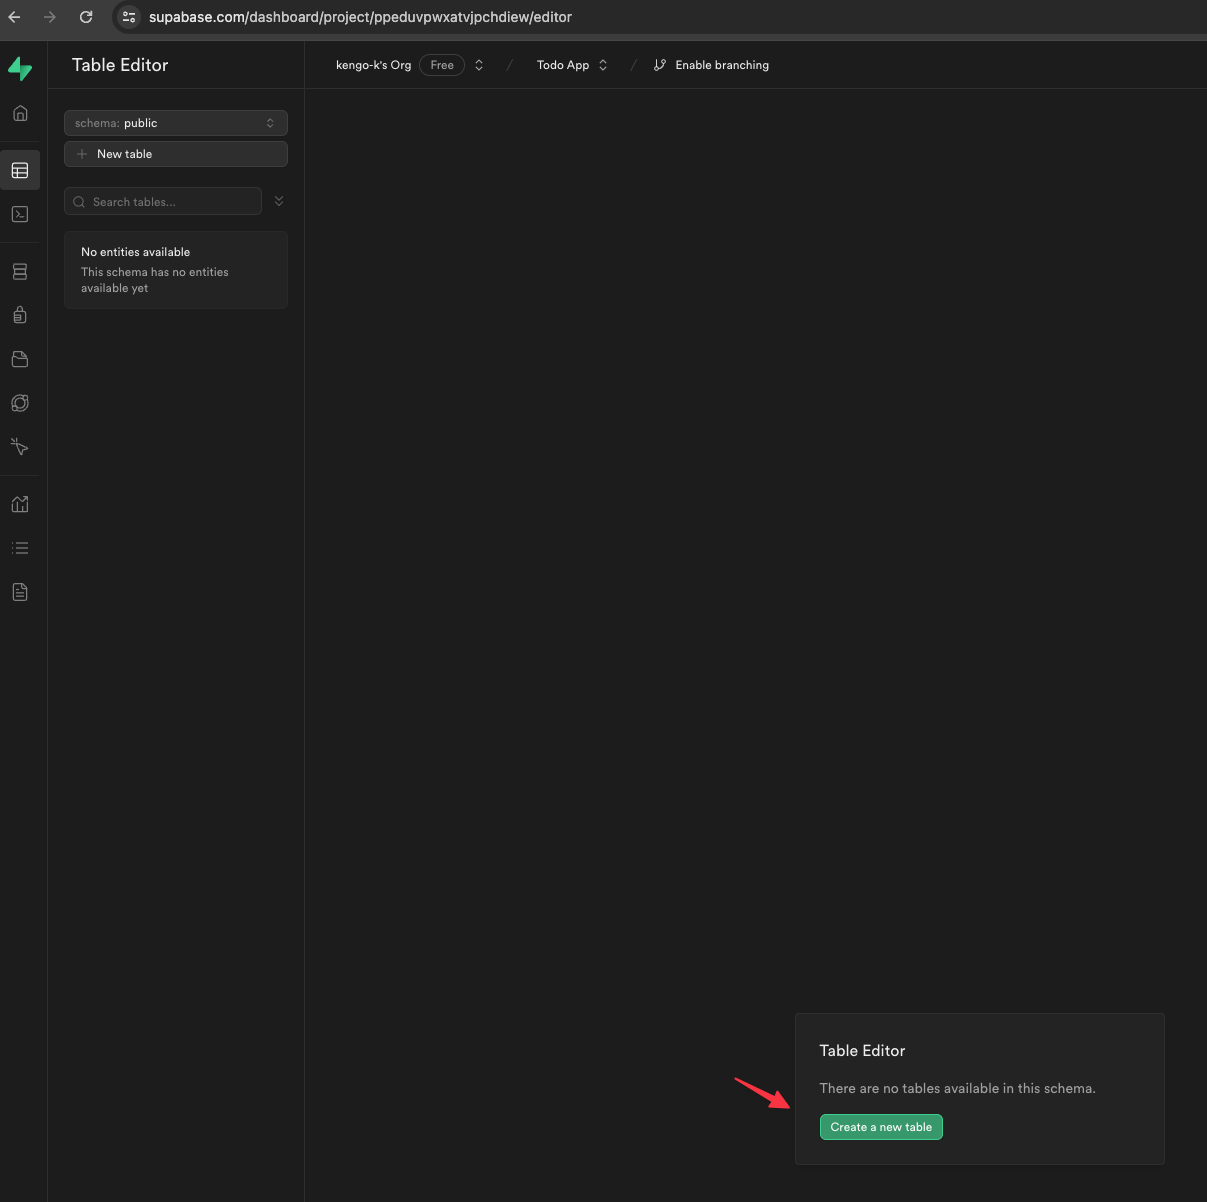 supabase.com/dashboard/project/ppeduvpwxatvjpchdiew/editor
Table Editor
kengo-k's Org Free / Todo App / Enable branching
schema: public
New table
Search tables...
No entities available
This schema has no entities
available yet
Table Editor
There are no tables available in this schema.
Create a new table